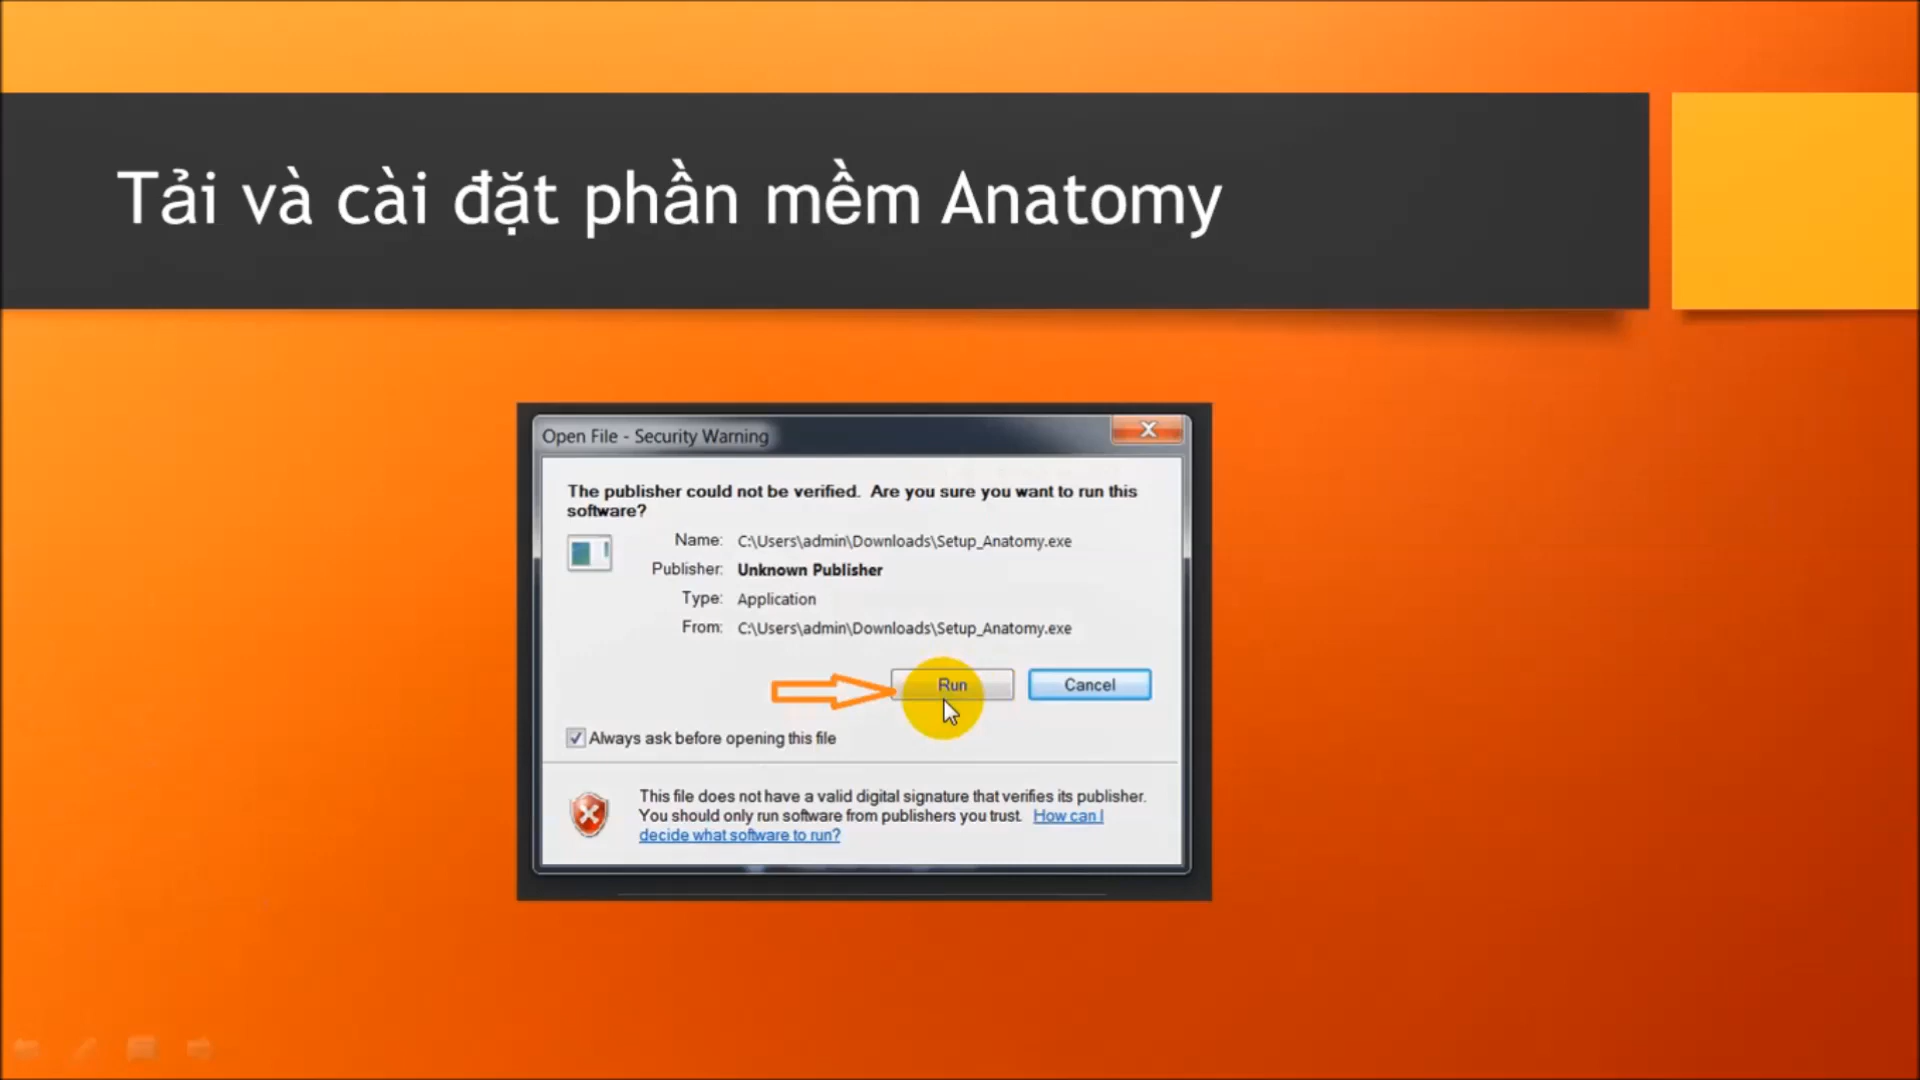 Tải và cài đặt phần mềm Anatomy
Open File - Security Warning
The publisher could not be verified. Are you sure you want to run this
software?
Name: C:\Users\admin\Downloads\Setup_Anatomy.exe
Publisher: Unknown Publisher
Type: Application
From: C:\Users\admin\Downloads\Setup_Anatomy.exe
Run Cancel
Always ask before opening this file
This file does not have a valid digital signature that verifies its publisher.
You should only run software from publishers you trust. How can I
decide what software to run?